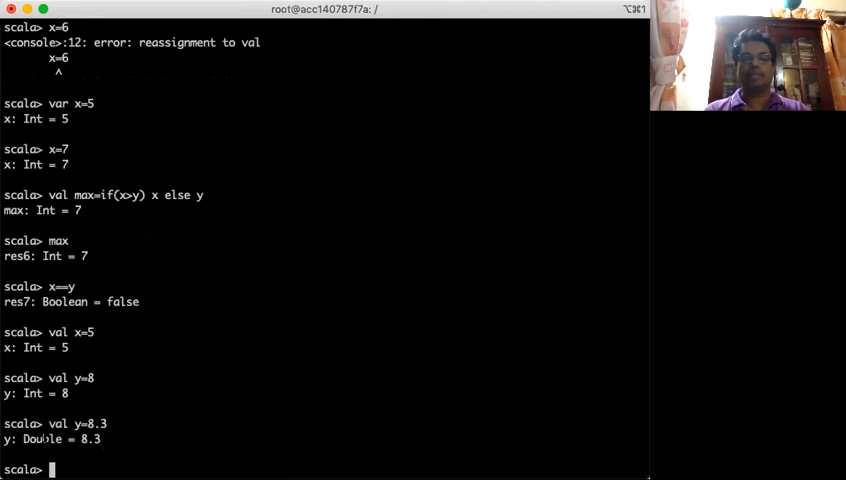 root@acc140787f7a: /
⌥⌘1
scala> x=6
<console>:12: error: reassignment to val
x=6
^
scala> var x=5
x: Int = 5
scala> x=7
x: Int = 7
scala> val max=if(x>y) x else y
max: Int = 7
scala> max
res6: Int = 7
scala> x==y
res7: Boolean = false
scala> val x=5
x: Int = 5
scala> val y=8
y: Int = 8
scala> val y=8.3
y: Double = 8.3
scala>